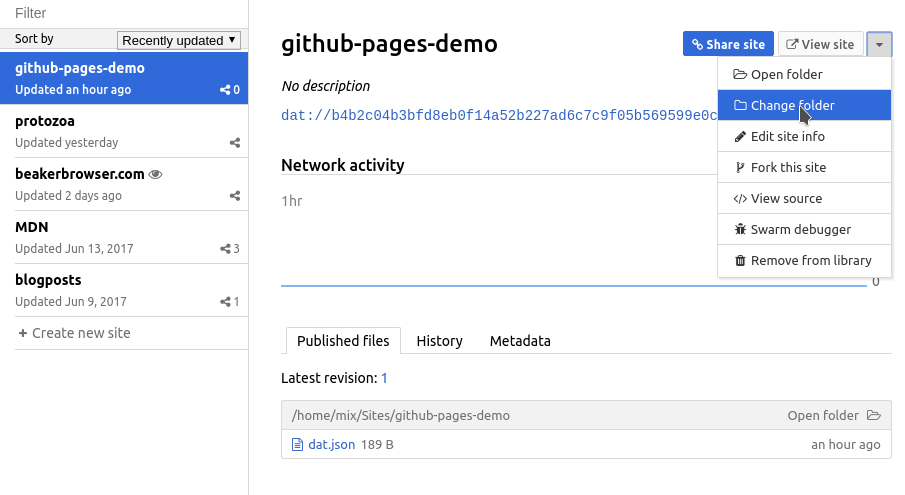 Filter
Sort by Recently updated
github-pages-demo
Updated an hour ago 0
protozoa
Updated yesterday
beakerbrowser.com
Updated 2 days ago
MDN
Updated Jun 13, 2017 3
blogposts
Updated Jun 9, 2017 1
+ Create new site
github-pages-demo
Share site View site
No description
dat://b4b2c04b3bfd8eb0f14a52b227ad6c7c9f05b569599e0c
Open folder
Change folder
Edit site info
Fork this site
</> View source
Swarm debugger
Remove from library
Network activity
1hr
0
Published files History Metadata
Latest revision: 1
/home/mix/Sites/github-pages-demo Open folder
dat.json 189 B an hour ago